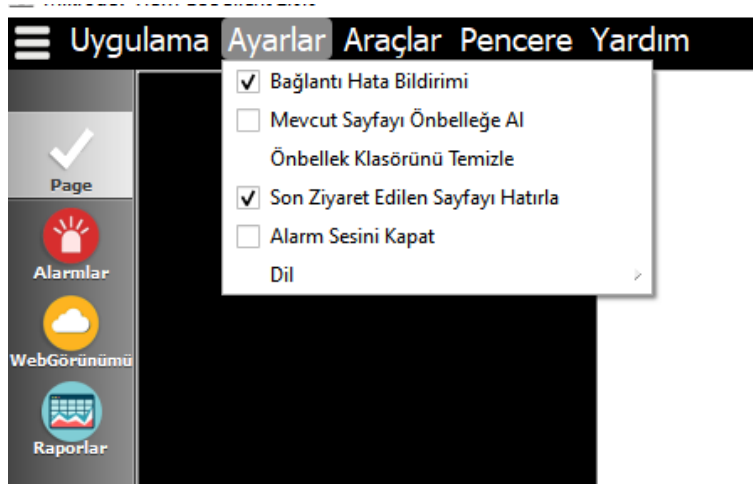 Uygulama Ayarlar Araçlar Pencere Yardım
Bağlantı Hata Bildirimi
Mevcut Sayfayı Önbelleğe Al
Önbellek Klasörünü Temizle
Son Ziyaret Edilen Sayfayı Hatırla
Alarm Sesini Kapat
Dil
Page
Alarmlar
WebGörünümü
Raporlar